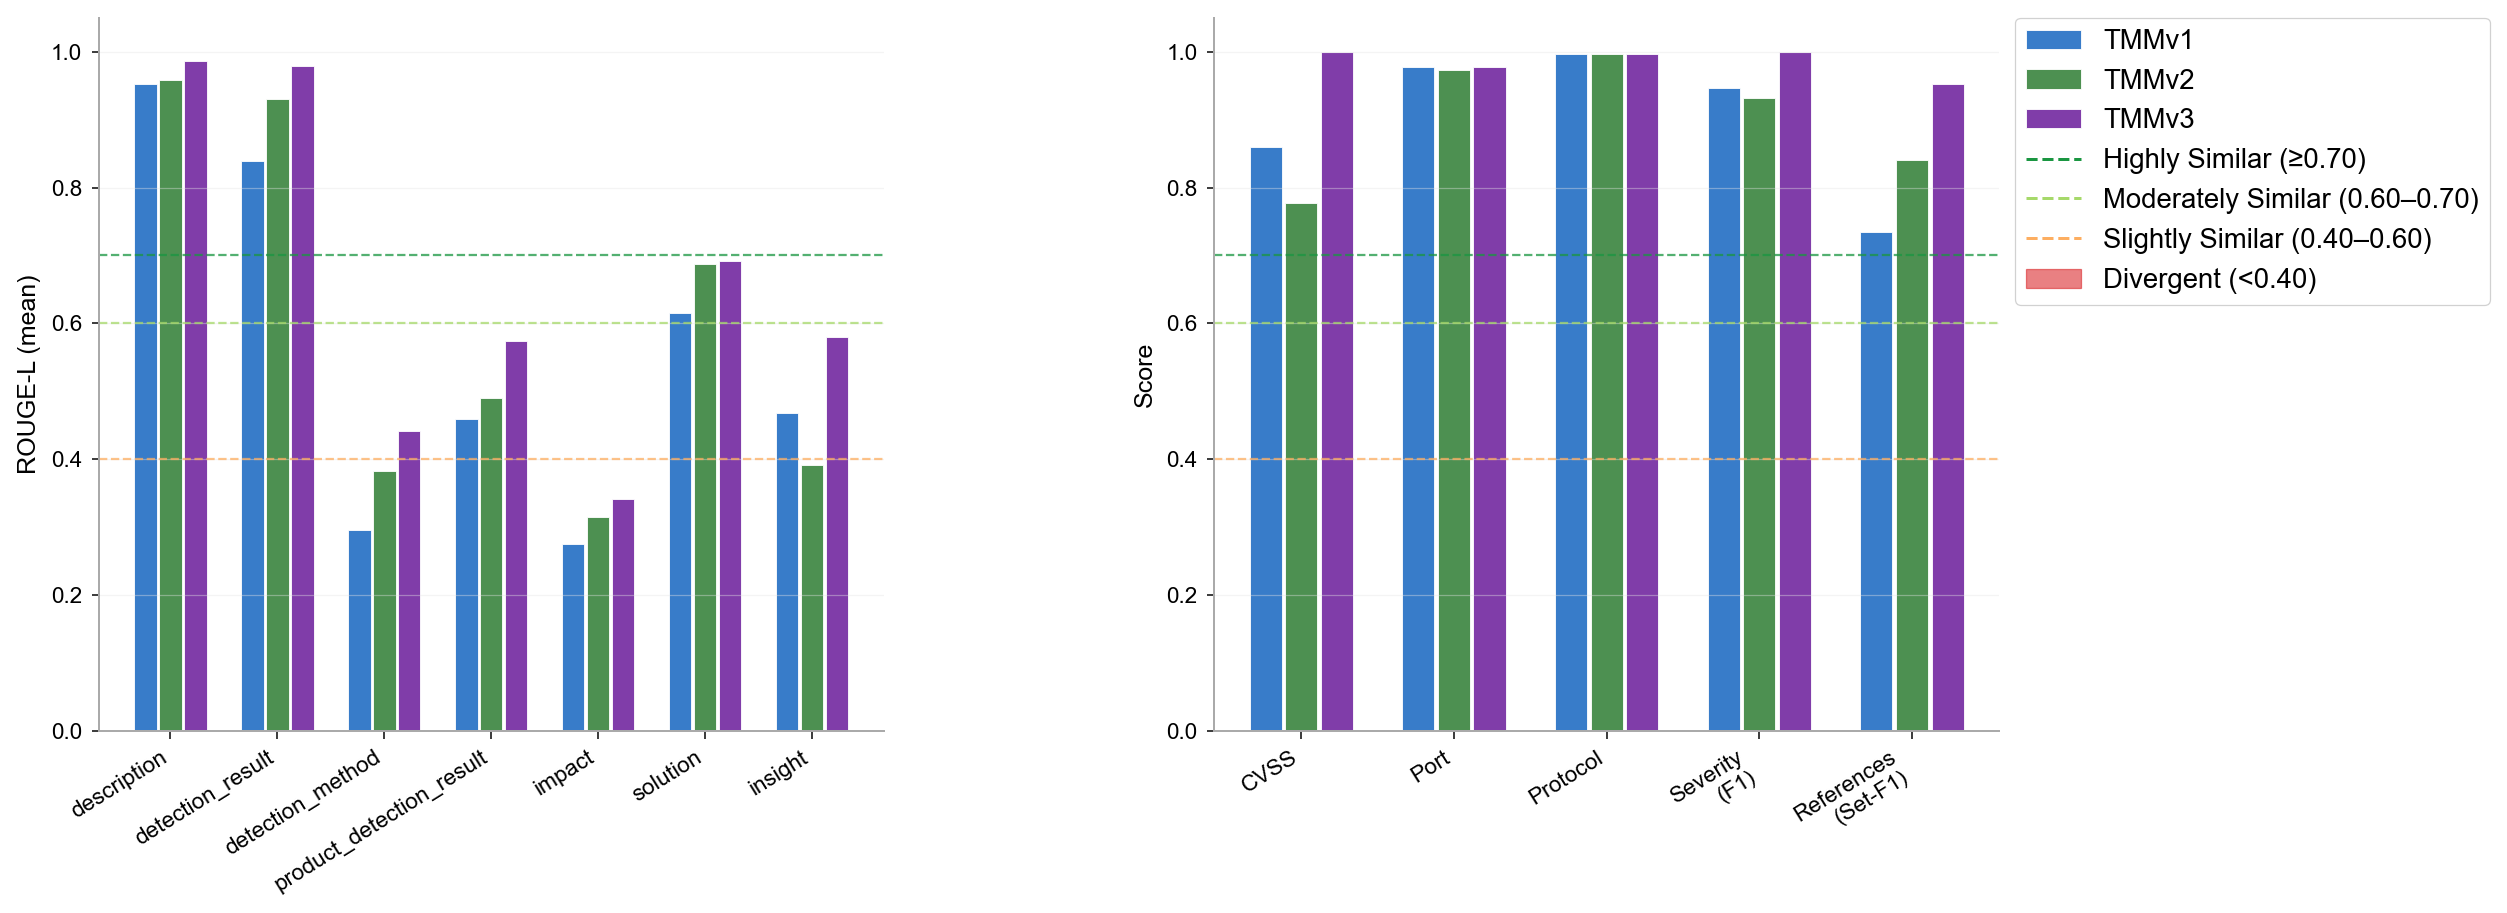 ROUGE-L (mean)
1.0
0.8
0.6
0.4
0.2
0.0
description
detection_result
detection_method
product_detection_result
impact
solution
insight
Score
1.0
0.8
0.6
0.4
0.2
0.0
CVSS
Port
Protocol
Severity
(F1)
References
(Set-F1)
TMMv1
TMMv2
TMMv3
Highly Similar (≥0.70)
Moderately Similar (0.60–0.70)
Slightly Similar (0.40–0.60)
Divergent (<0.40)